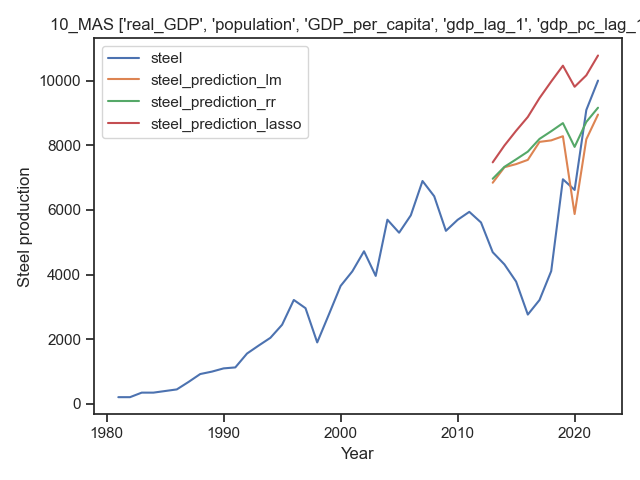 10_MAS ['real_GDP', 'population', 'GDP_per_capita', 'gdp_lag_1', 'gdp_pc_lag_1
steel
steel_prediction_lm
steel_prediction_rr
steel_prediction_lasso
Steel production
10000
8000
6000
4000
2000
0
1980 1990 2000 2010 2020
Year